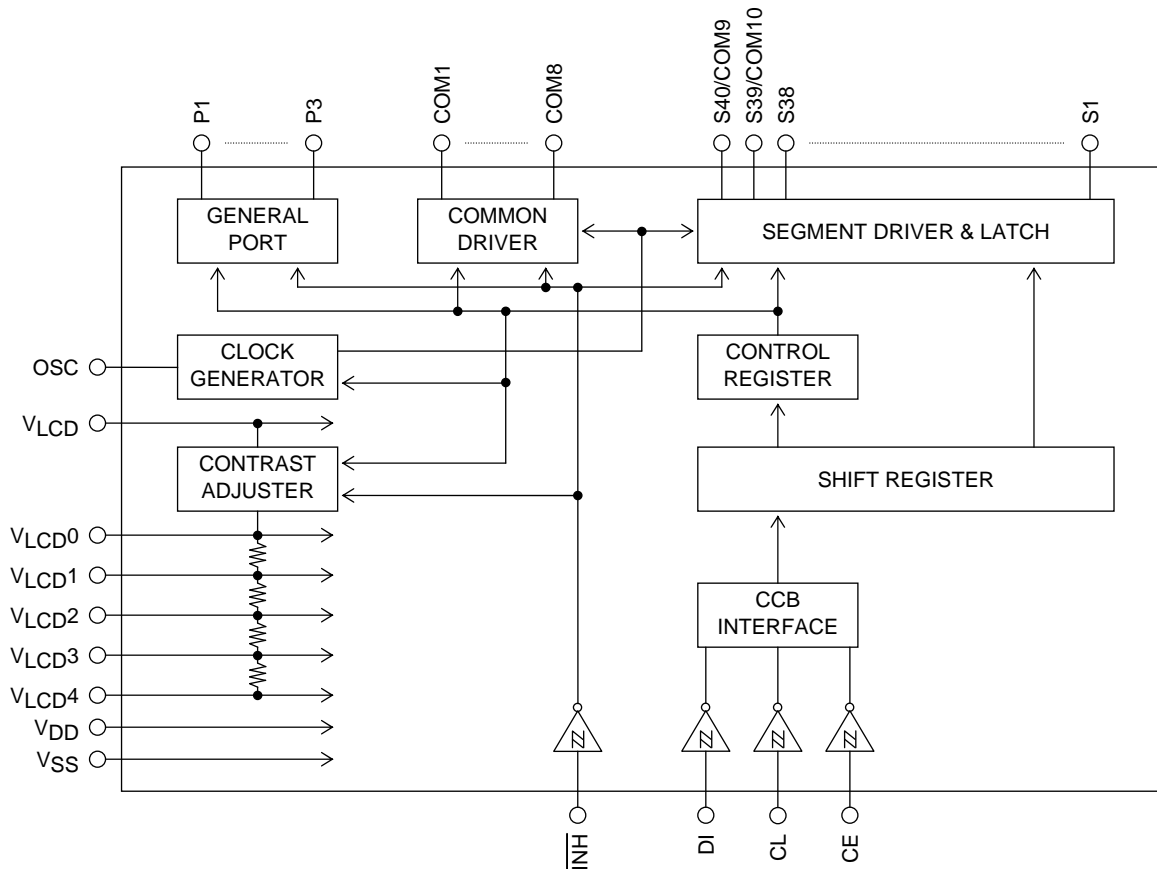 P1
P3
COM1
COM8
S40/COM9
S39/COM10
S38
S1
GENERAL
PORT
COMMON
DRIVER
SEGMENT DRIVER & LATCH
OSC
CLOCK
GENERATOR
CONTROL
REGISTER
VLCD
CONTRAST
ADJUSTER
SHIFT REGISTER
VLCD0
VLCD1
VLCD2
VLCD3
VLCD4
VDD
VSS
CCB
INTERFACE
INH
DI
CL
CE